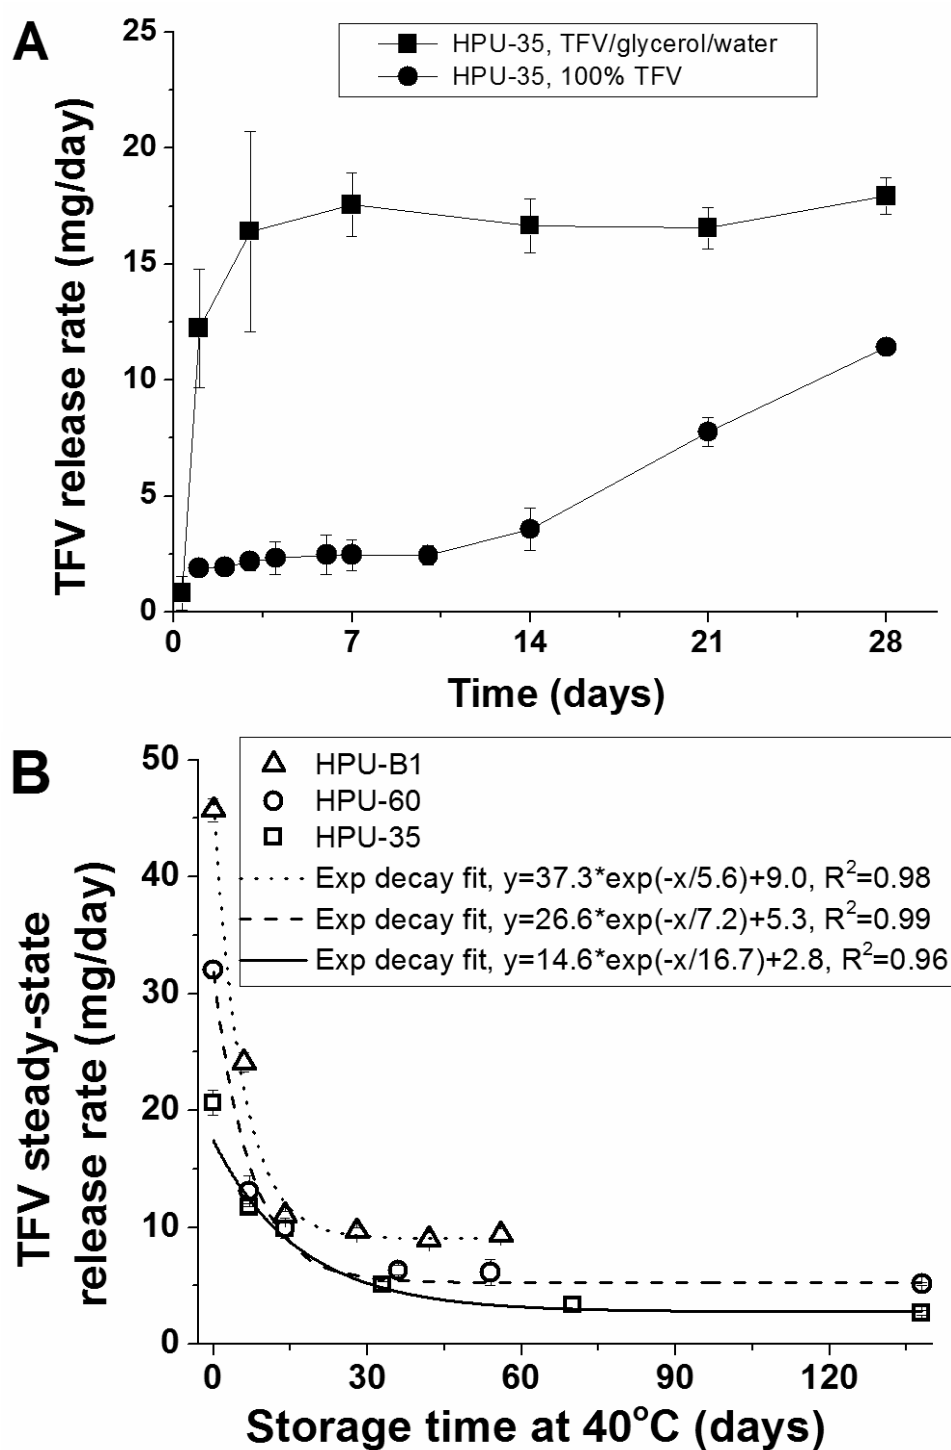 A
25
20
15
10
5
0
TFV release rate (mg/day)
HPU-35, TFV/glycerol/water
HPU-35, 100% TFV
0 7 14 21 28
Time (days)
B
50
40
30
20
10
0
TFV steady-state
release rate (mg/day)
HPU-B1
HPU-60
HPU-35
Exp decay fit, y=37.3*exp(-x/5.6)+9.0, R²=0.98
Exp decay fit, y=26.6*exp(-x/7.2)+5.3, R²=0.99
Exp decay fit, y=14.6*exp(-x/16.7)+2.8, R²=0.96
0 30 60 90 120
Storage time at 40°C (days)